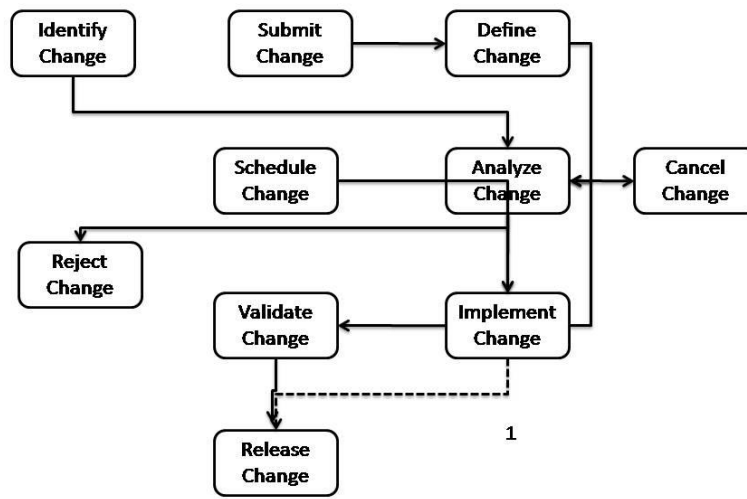 Identify
Change
Submit
Change
Define
Change
Schedule
Change
Analyze
Change
Cancel
Change
Reject
Change
Validate
Change
Implement
Change
1
Release
Change